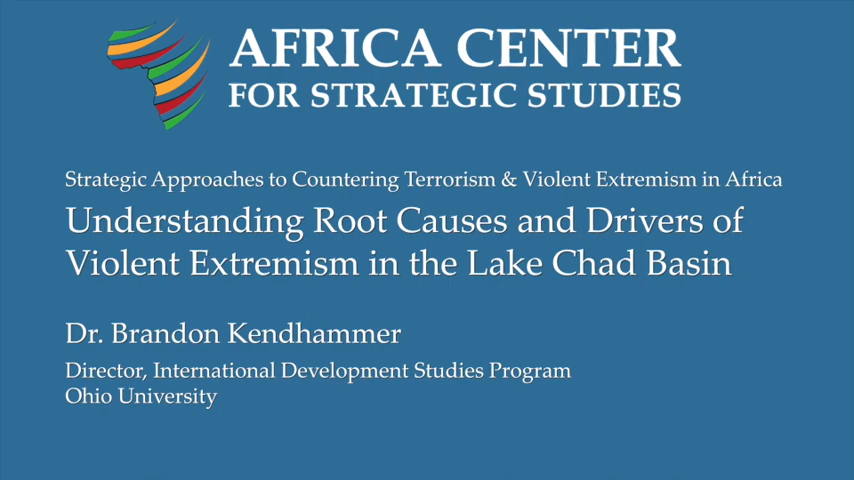 AFRICA CENTER
FOR STRATEGIC STUDIES
Strategic Approaches to Countering Terrorism & Violent Extremism in Africa
Understanding Root Causes and Drivers of
Violent Extremism in the Lake Chad Basin
Dr. Brandon Kendhammer
Director, International Development Studies Program
Ohio University